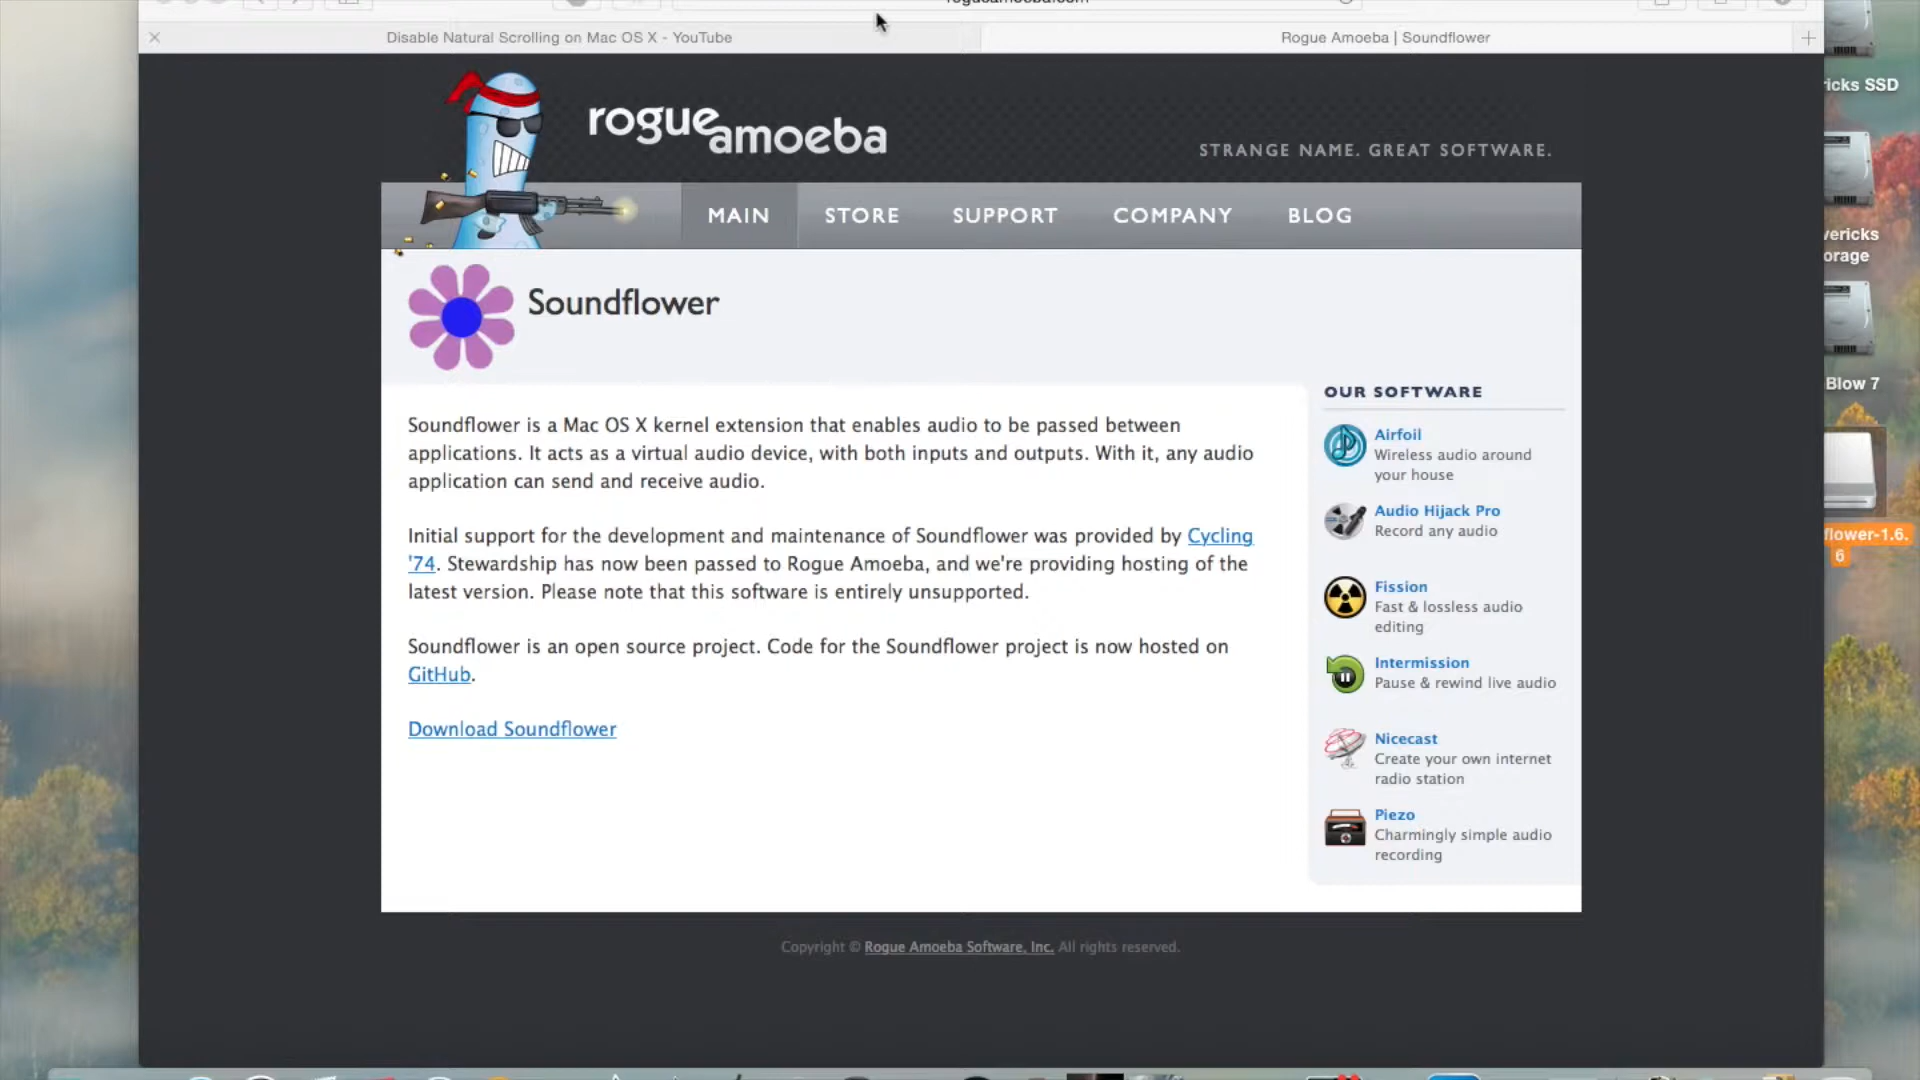 Disable Natural Scrolling on Mac OS X - YouTube
Rogue Amoeba | Soundflower
rogue amoeba
STRANGE NAME. GREAT SOFTWARE.
MAIN STORE SUPPORT COMPANY BLOG
Soundflower
Soundflower is a Mac OS X kernel extension that enables audio to be passed between
applications. It acts as a virtual audio device, with both inputs and outputs. With it, any audio
application can send and receive audio.
Initial support for the development and maintenance of Soundflower was provided by Cycling
'74. Stewardship has now been passed to Rogue Amoeba, and we're providing hosting of the
latest version. Please note that this software is entirely unsupported.
Soundflower is an open source project. Code for the Soundflower project is now hosted on
GitHub.
Download Soundflower
OUR SOFTWARE
Airfoil
Wireless audio around
your house
Audio Hijack Pro
Record any audio
Fission
Fast & lossless audio
editing
Intermission
Pause & rewind live audio
Nicecast
Create your own internet
radio station
Piezo
Charmingly simple audio
recording
Copyright © Rogue Amoeba Software, Inc. All rights reserved.
ricks SSD
vericks
orage
Blow 7
flower-1.6.
6